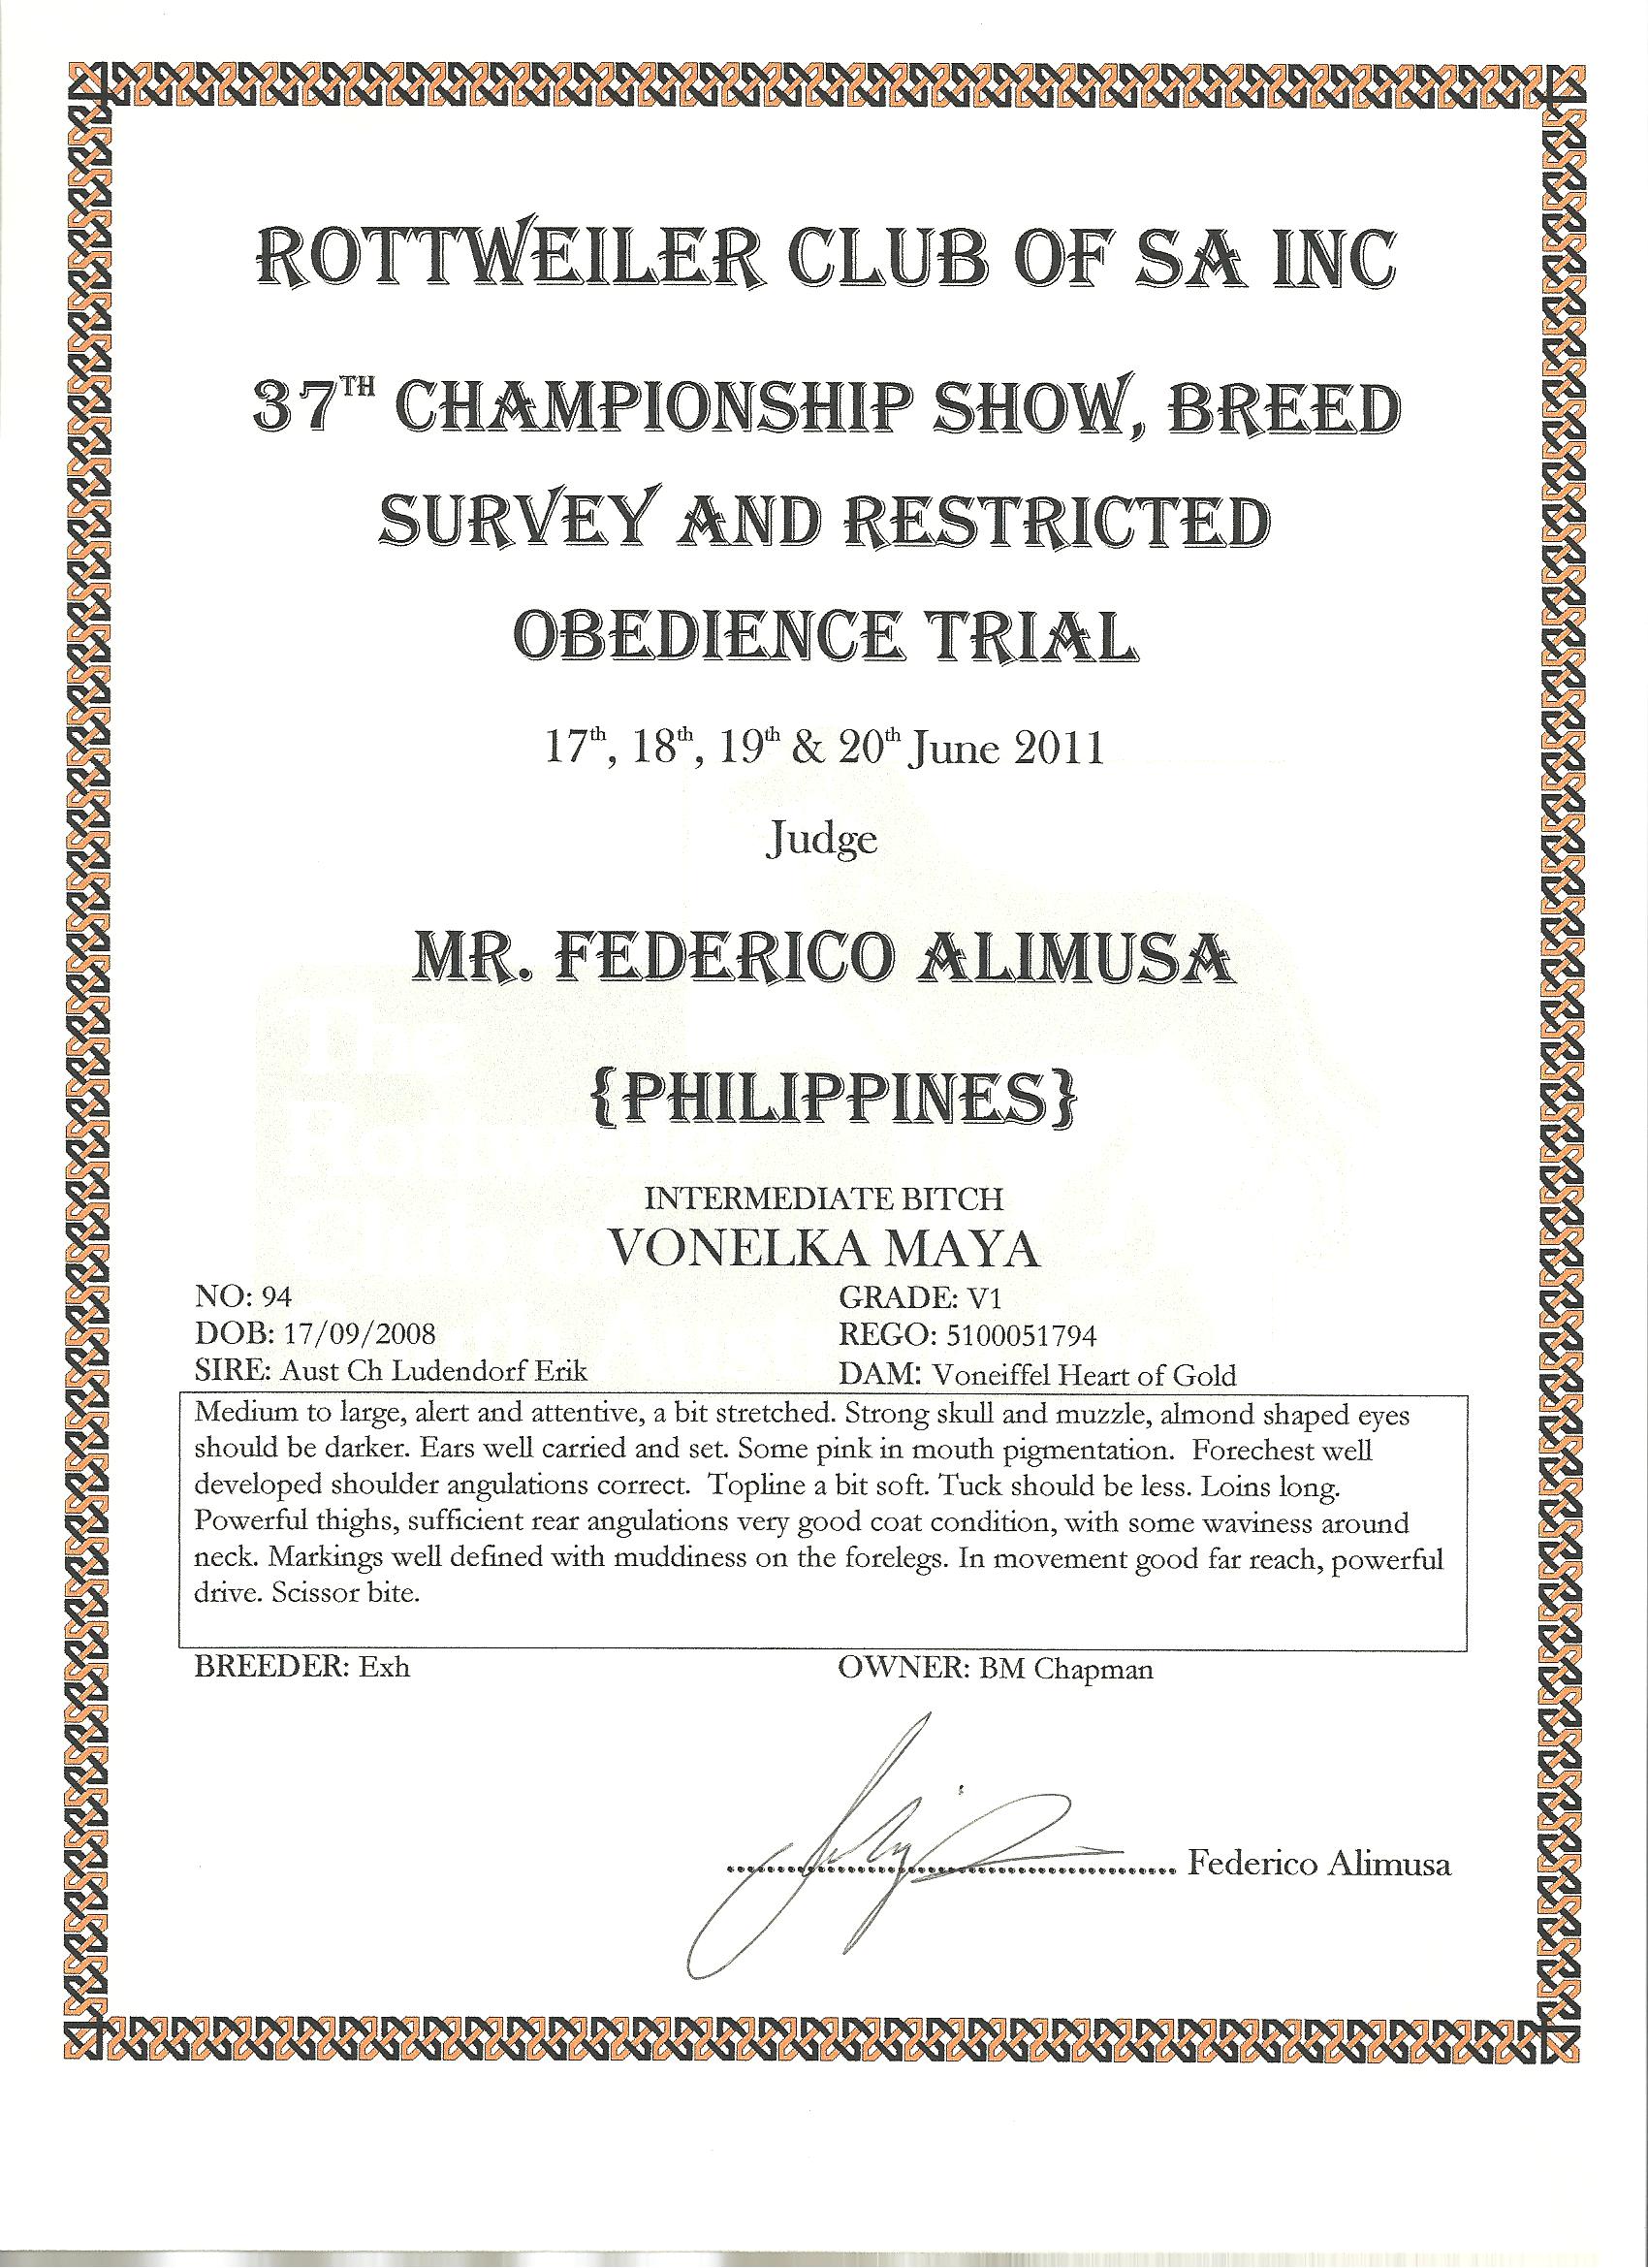 ROTTWEILER CLUB OF SA INC
37TH CHAMPIONSHIP SHOW, BREED
SURVEY AND RESTRICTED
OBEDIENCE TRIAL
17th, 18th, 19th & 20th June 2011
Judge
MR. FEDERICO ALIMUSA
{PHILIPPINES}
INTERMEDIATE BITCH
VONELKA MAYA
NO: 94 GRADE: V1
DOB: 17/09/2008 REGO: 5100051794
SIRE: Aust Ch Ludendorf Erik DAM: Voneiffel Heart of Gold
Medium to large, alert and attentive, a bit stretched. Strong skull and muzzle, almond shaped eyes
should be darker. Ears well carried and set. Some pink in mouth pigmentation. Forechest well
developed shoulder angulations correct. Topline a bit soft. Tuck should be less. Loins long.
Powerful thighs, sufficient rear angulations very good coat condition, with some waviness around
neck. Markings well defined with muddiness on the forelegs. In movement good far reach, powerful
drive. Scissor bite.
BREEDER: Exh OWNER: BM Chapman
Federico Alimusa